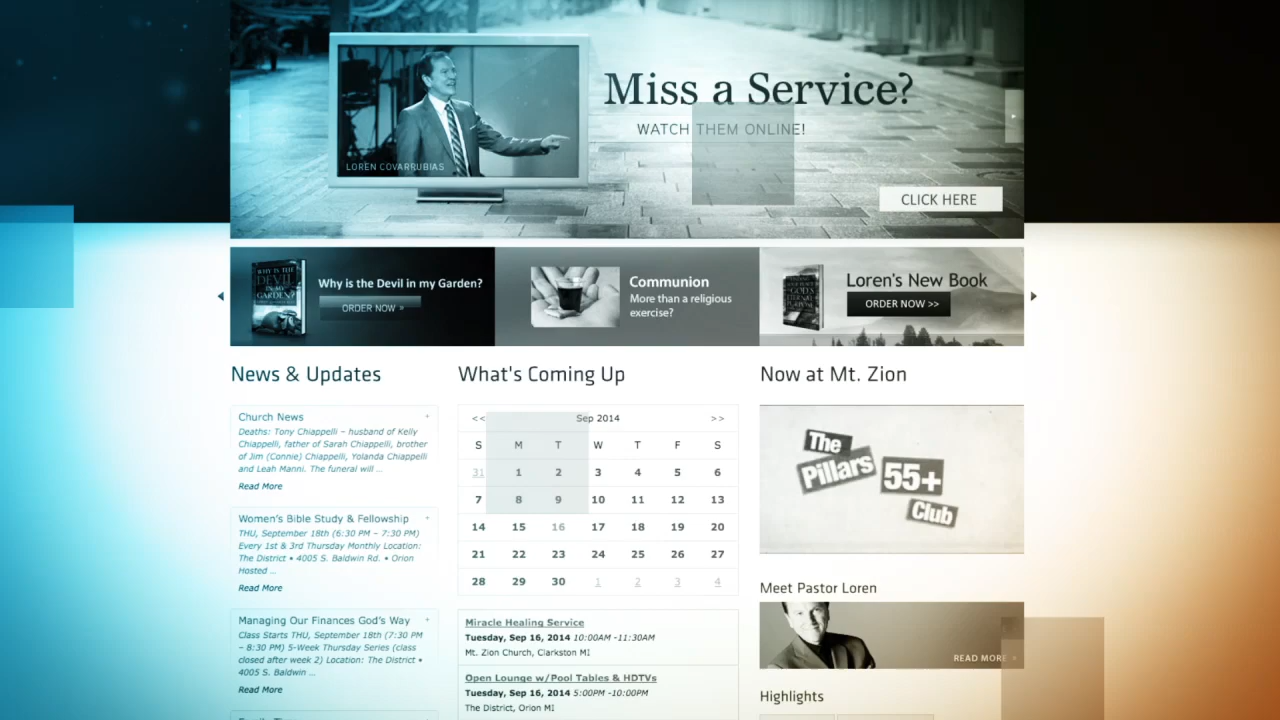 Miss a Service?
WATCH THEM ONLINE!
LOREN COVARRUBIAS
CLICK HERE
WHY IS THE
DEVIL
IN MY
GARDEN?
Why is the Devil in my Garden?
ORDER NOW »
Communion
More than a religious
exercise?
Loren's New Book
ORDER NOW >>
News & Updates
Church News
Deaths: Tony Chiappelli – husband of Kelly
Chiappelli, father of Sarah Chiappelli, brother
of Jim (Connie) Chiappelli, Yolanda Chiappelli
and Leah Manni. The funeral will ...
Read More
Women's Bible Study & Fellowship
THU, September 18th (6:30 PM – 7:30 PM)
Every 1st & 3rd Thursday Monthly Location:
The District • 4005 S. Baldwin Rd. • Orion
Hosted ...
Read More
Managing Our Finances God's Way
Class Starts THU, September 18th (7:30 PM
– 8:30 PM) 5-Week Thursday Series (class
closed after week 2) Location: The District •
4005 S. Baldwin ...
Read More
What's Coming Up
<< Sep 2014 >>
S M T W T F S
31 1 2 3 4 5 6
7 8 9 10 11 12 13
14 15 16 17 18 19 20
21 22 23 24 25 26 27
28 29 30 1 2 3 4
Miracle Healing Service
Tuesday, Sep 16, 2014 10:00AM -11:30AM
Mt. Zion Church, Clarkston MI
Open Lounge w/Pool Tables & HDTVs
Tuesday, Sep 16, 2014 5:00PM -10:00PM
The District, Orion MI
Now at Mt. Zion
The
Pillars
55+
Club
Meet Pastor Loren
READ MORE »
Highlights